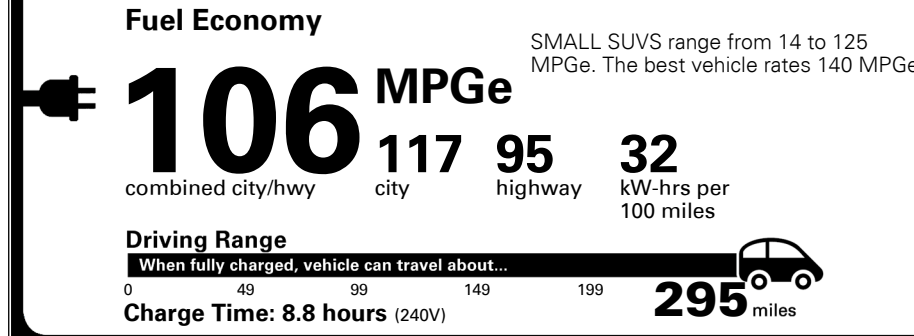 Fuel Economy
SMALL SUVS range from 14 to 125
MPGe. The best vehicle rates 140 MPGe
106 MPGe
combined city/hwy
117
city
95
highway
32
kW-hrs per
100 miles
Driving Range
When fully charged, vehicle can travel about...
0 49 99 149 199 295 miles
Charge Time: 8.8 hours (240V)